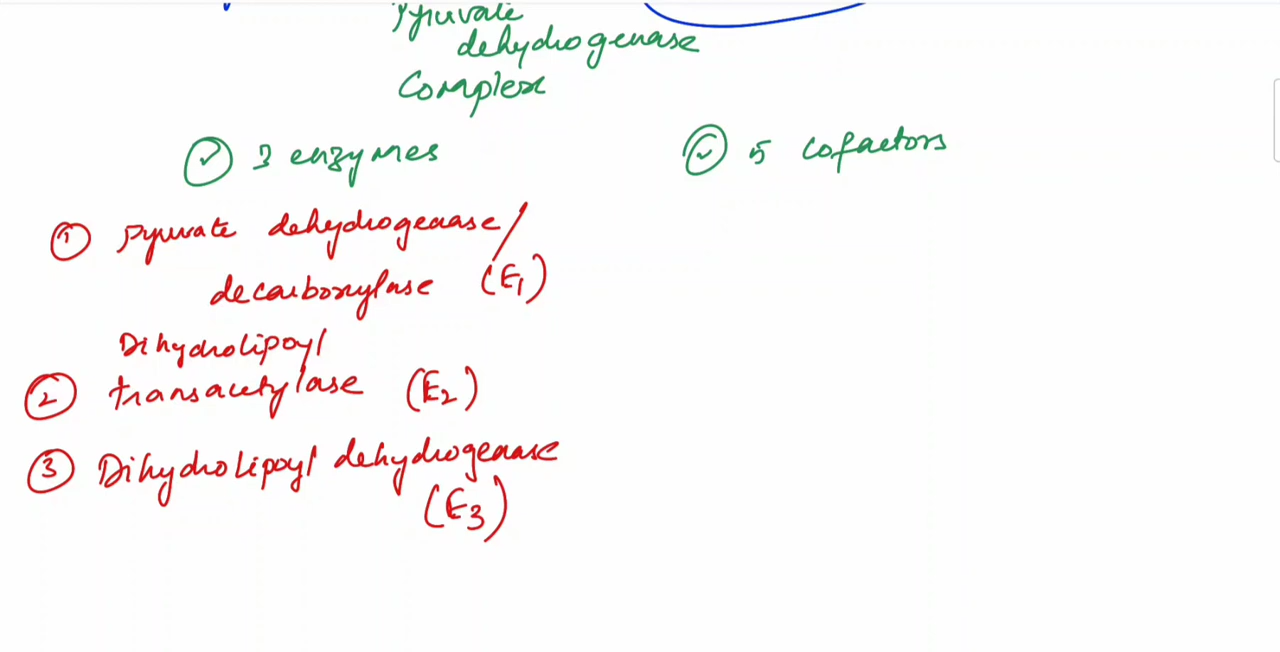 Pyruvate
dehydrogenase
Complex
3 enzymes
5 cofactors
1 Pyruvate dehydrogenase/
decarboxylase (E1)
Dihydrolipoyl
2 transacetylase (E2)
3 Dihydrolipoyl dehydrogenase
(E3)